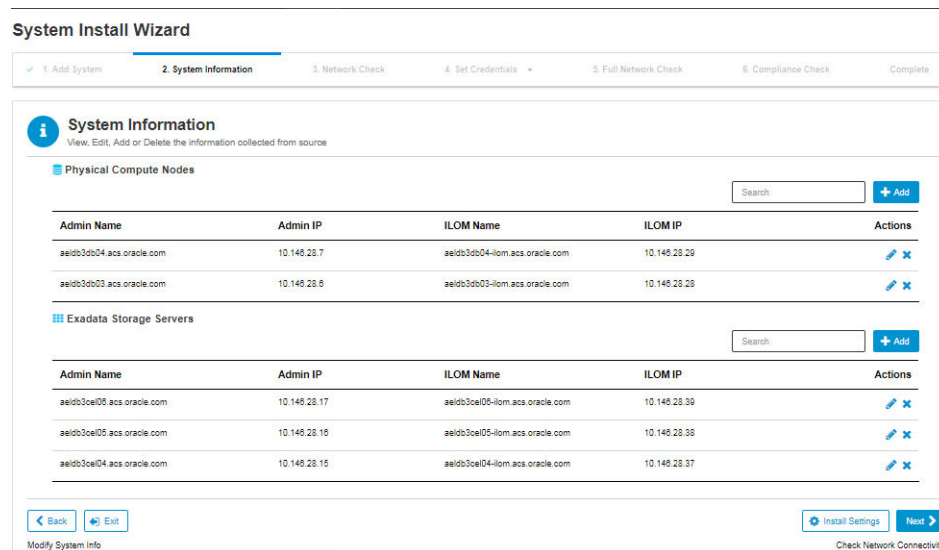 System Install Wizard
1. Add System 2. System Information 3. Network Check 4. Set Credentials 5. Full Network Check 6. Compliance Check Complete
System Information
View, Edit, Add or Delete the information collected from source
Physical Compute Nodes
Search Add
Admin Name Admin IP ILOM Name ILOM IP Actions
aeldb3db04.acs.oracle.com 10.146.28.7 aeldb3db04-ilom.acs.oracle.com 10.146.28.29
aeldb3db03.acs.oracle.com 10.146.28.6 aeldb3db03-ilom.acs.oracle.com 10.146.28.28
Exadata Storage Servers
Search Add
Admin Name Admin IP ILOM Name ILOM IP Actions
aeldb3cel06.acs.oracle.com 10.146.28.17 aeldb3cel06-ilom.acs.oracle.com 10.146.28.39
aeldb3cel05.acs.oracle.com 10.146.28.16 aeldb3cel05-ilom.acs.oracle.com 10.146.28.38
aeldb3cel04.acs.oracle.com 10.146.28.15 aeldb3cel04-ilom.acs.oracle.com 10.146.28.37
Back Exit Install Settings Next
Modify System Info Check Network Connectivi